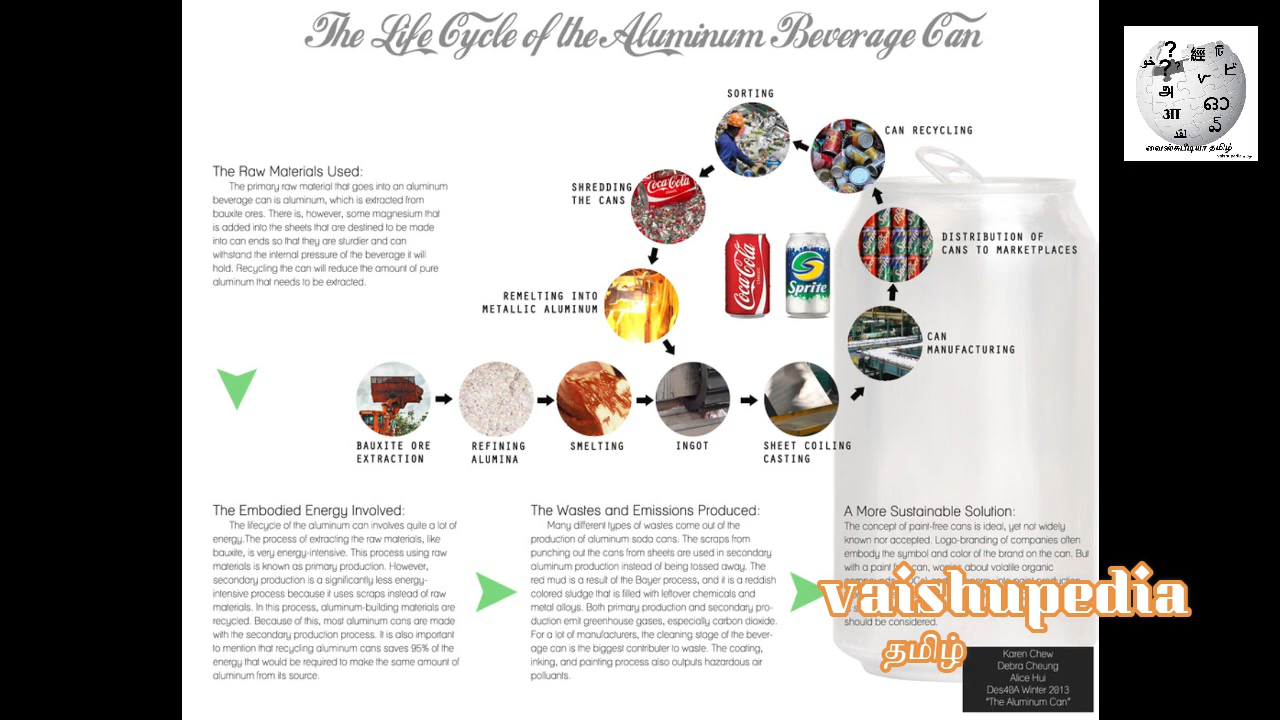 The Life Cycle of the Aluminum Beverage Can
SORTING
CAN RECYCLING
The Raw Materials Used:
The primary raw material that goes into an aluminum
beverage can is aluminum, which is extracted from
bauxite ores. There is, however, some magnesium that
is added into the sheets that are destined to be made
into can ends so that they are sturdier and can
withstand the internal pressure of the beverage it will
hold. Recycling the can will reduce the amount of pure
aluminum that needs to be extracted.
SHREDDING
THE CANS
Coca-Cola
DISTRIBUTION OF
CANS TO MARKETPLACES
Coca-Cola
CLASSIC
Sprite
REMELTING INTO
METALLIC ALUMINUM
CAN
MANUFACTURING
BAUXITE ORE
EXTRACTION
REFINING
ALUMINA
SMELTING
INGOT
SHEET COILING
CASTING
The Embodied Energy Involved:
The lifecycle of the aluminum can involves quite a lot of
energy.The process of extracting the raw materials, like
bauxite, is very energy-intensive. This process using raw
materials is known as primary production. However,
secondary production is a significantly less energy-
intensive process because it uses scraps instead of raw
materials. In this process, aluminum-building materials are
recycled. Because of this, most aluminum cans are made
with the secondary production process. It is also important
to mention that recycling aluminum cans saves 95% of the
energy that would be required to make the same amount of
aluminum from its source.
The Wastes and Emissions Produced:
Many different types of wastes come out of the
production of aluminum soda cans. The scraps from
punching out the cans from sheets are used in secondary
aluminum production instead of being tossed away. The
red mud is a result of the Bayer process, and it is a reddish
colored sludge that is filled with leftover chemicals and
metal alloys. Both primary production and secondary pro-
duction emit greenhouse gases, especially carbon dioxide.
For a lot of manufacturers, the cleaning stage of the bever-
age can is the biggest contributer to waste. The coating,
inking, and painting process also outputs hazardous air
pollutants.
A More Sustainable Solution:
The concept of paint-free cans is ideal, yet not widely
known nor accepted. Logo-branding of companies often
embody the symbol and color of the brand on the can. But
with a paint can, about volatile organic
should be considered.
vaishupedia
தமிழ்
Karen Chew
Debra Cheung
Alice Hui
Des40A Winter 2013
"The Aluminum Can"